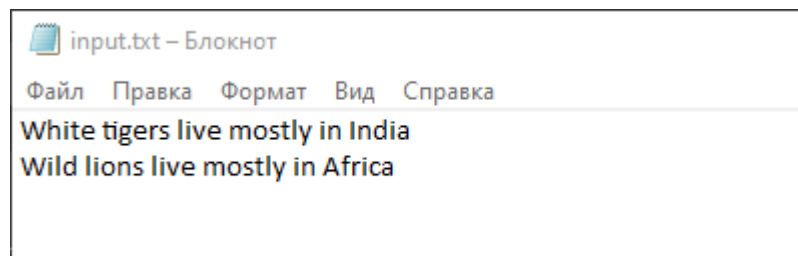 input.txt – Блокнот
Файл Правка Формат Вид Справка
White tigers live mostly in India
Wild lions live mostly in Africa